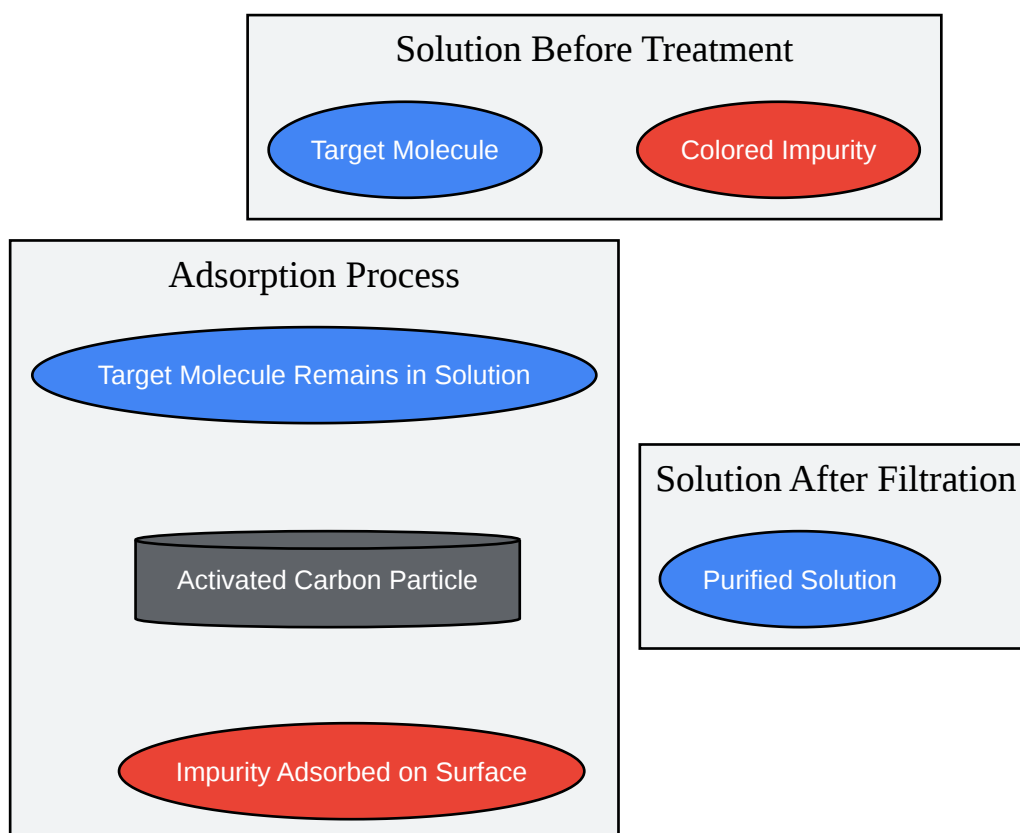 Solution Before Treatment
Target Molecule
Colored Impurity
Adsorption Process
Target Molecule Remains in Solution
Activated Carbon Particle
Impurity Adsorbed on Surface
Solution After Filtration
Purified Solution